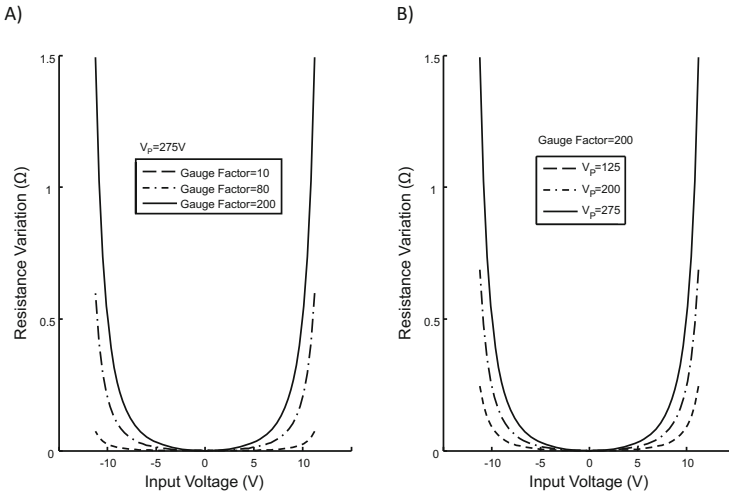 A)
V_P=275V
Gauge Factor=10
Gauge Factor=80
Gauge Factor=200
Resistance Variation (Ω)
1.5
1
0.5
0
-10
-5
0
5
10
Input Voltage (V)
B)
Gauge Factor=200
V_P=125
V_P=200
V_P=275
Resistance Variation (Ω)
1.5
1
0.5
0
-10
-5
0
5
10
Input Voltage (V)